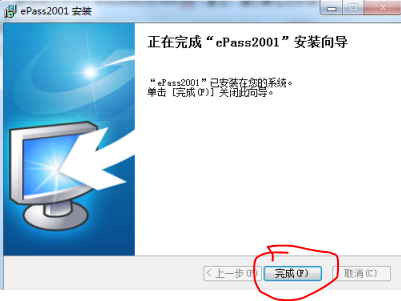 ePass2001 安装
正在完成“ePass2001”安装向导
“ePass2001”已安装在您的系统。
单击 [完成(F)] 关闭此向导。
< 上一步(P) 完成(F) 取消(C)